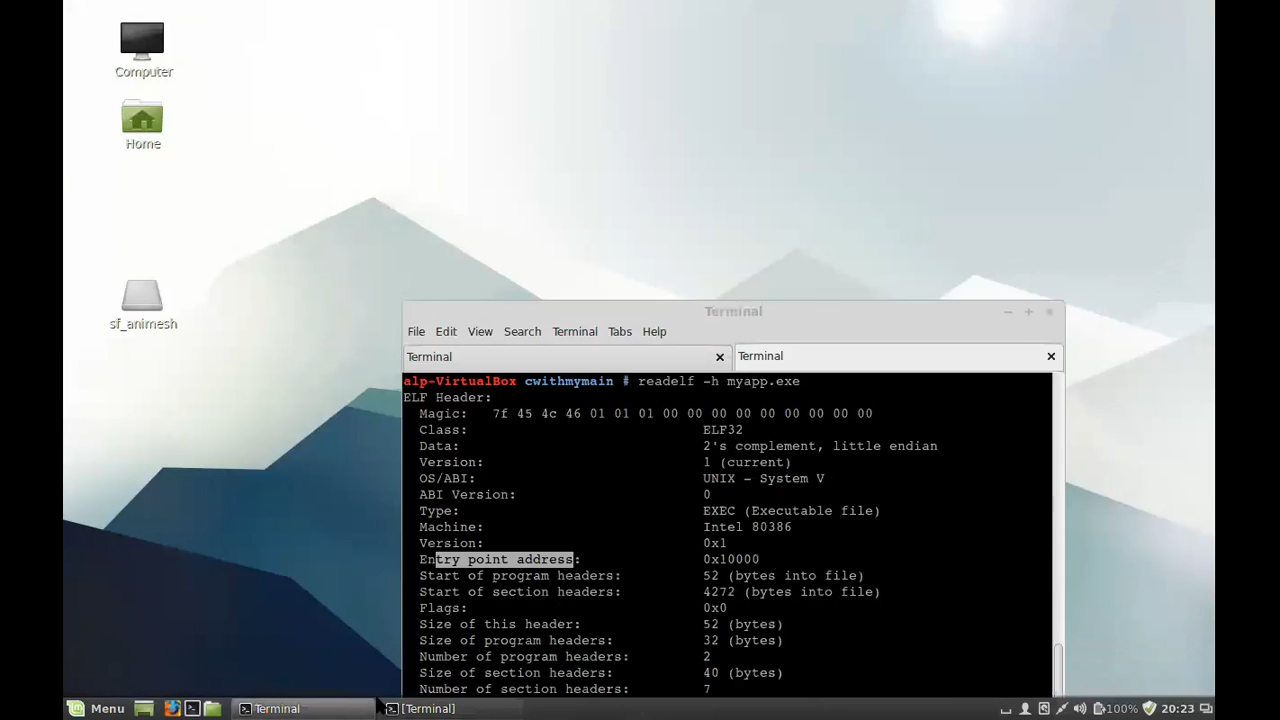 Computer
Home
sf_animesh
Terminal
File Edit View Search Terminal Tabs Help
Terminal Terminal
alp-VirtualBox cwithmymain # readelf -h myapp.exe
ELF Header:
Magic: 7f 45 4c 46 01 01 01 00 00 00 00 00 00 00 00 00
Class: ELF32
Data: 2's complement, little endian
Version: 1 (current)
OS/ABI: UNIX - System V
ABI Version: 0
Type: EXEC (Executable file)
Machine: Intel 80386
Version: 0x1
Entry point address: 0x10000
Start of program headers: 52 (bytes into file)
Start of section headers: 4272 (bytes into file)
Flags: 0x0
Size of this header: 52 (bytes)
Size of program headers: 32 (bytes)
Number of program headers: 2
Size of section headers: 40 (bytes)
Number of section headers: 7
Menu Terminal [Terminal] 100% 20:23